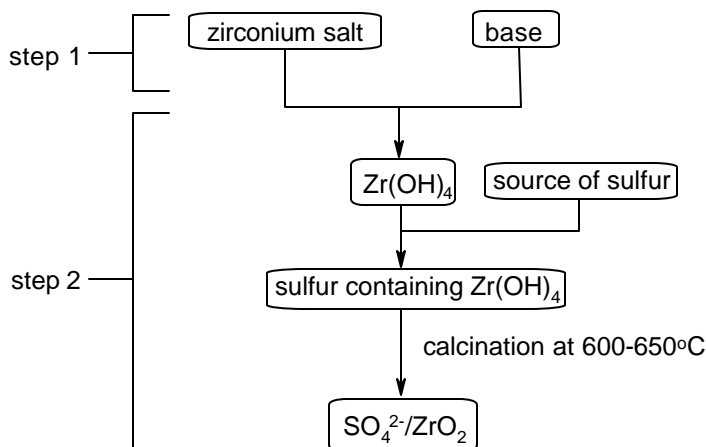 zirconium salt
base
step 1
Zr(OH)₄
source of sulfur
step 2
sulfur containing Zr(OH)₄
calcination at 600-650°C
SO₄²⁻/ZrO₂